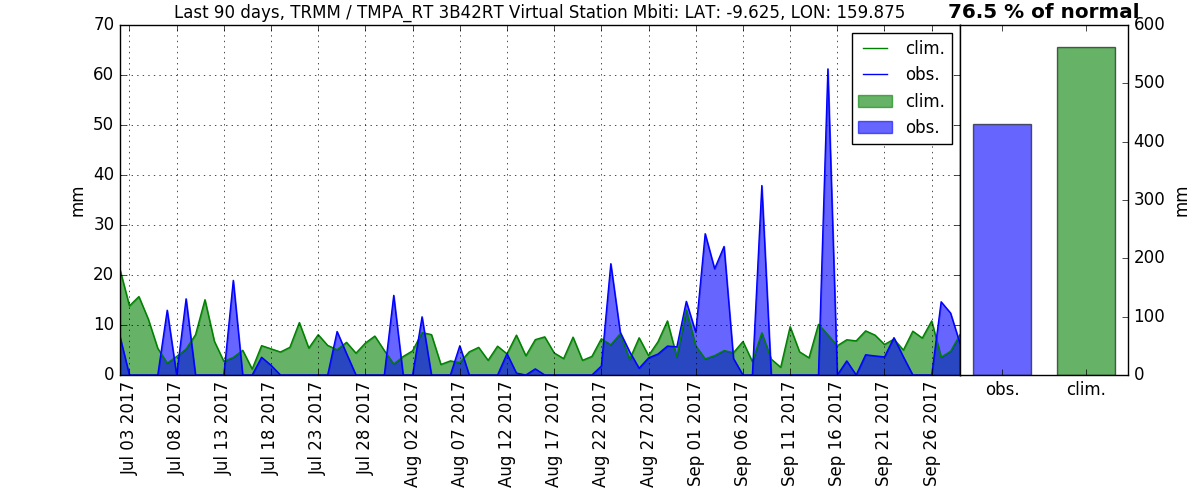 Last 90 days, TRMM / TMPA_RT 3B42RT Virtual Station Mbiti: LAT: -9.625, LON: 159.875
76.5 % of normal
70
60
50
40
30
20
10
0
mm
clim.
obs.
clim.
obs.
600
500
400
300
200
100
0
mm
Jul 03 2017
Jul 08 2017
Jul 13 2017
Jul 18 2017
Jul 23 2017
Jul 28 2017
Aug 02 2017
Aug 07 2017
Aug 12 2017
Aug 17 2017
Aug 22 2017
Aug 27 2017
Sep 01 2017
Sep 06 2017
Sep 11 2017
Sep 16 2017
Sep 21 2017
Sep 26 2017
obs.
clim.